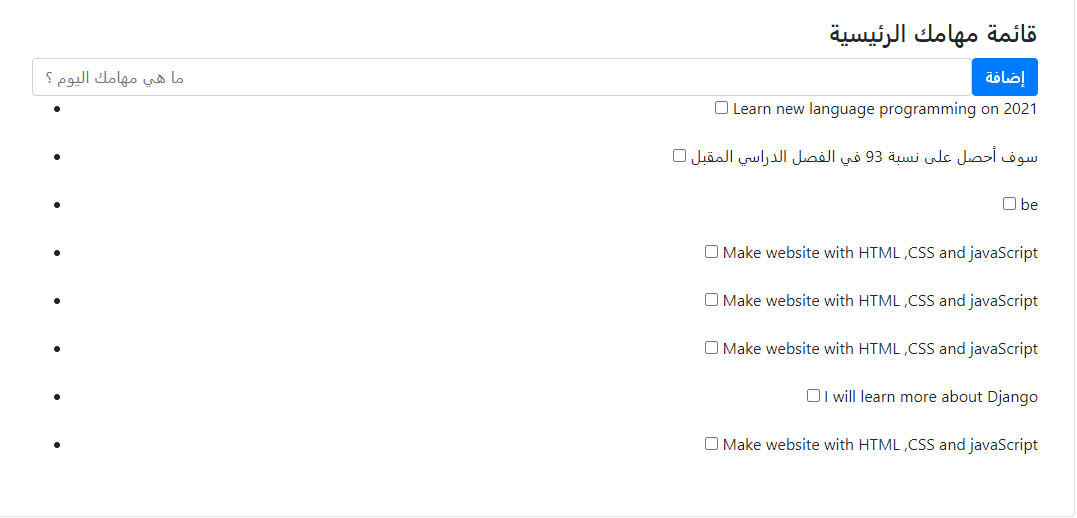 قائمة مهامك الرئيسية
إضافة ما هي مهامك اليوم ؟
Learn new language programming on 2021
سوف أحصل على نسبة 93 في الفصل الدراسي المقبل
be
Make website with HTML ,CSS and javaScript
Make website with HTML ,CSS and javaScript
Make website with HTML ,CSS and javaScript
I will learn more about Django
Make website with HTML ,CSS and javaScript